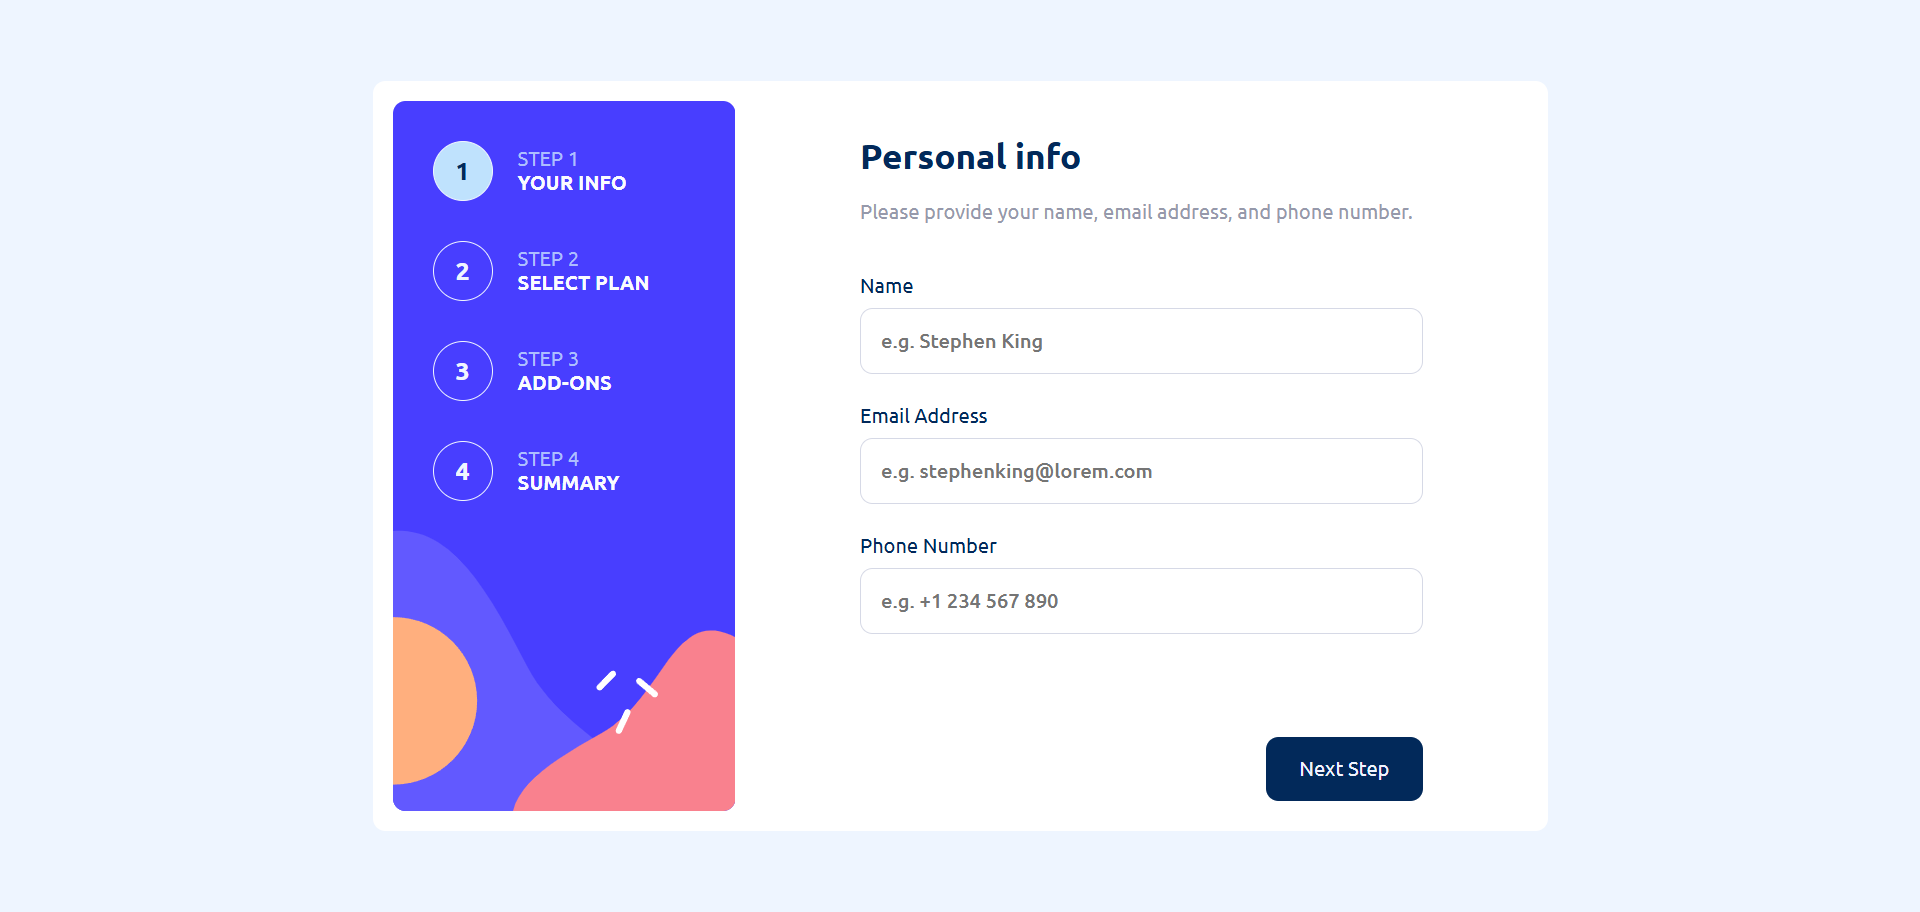 1
STEP 1
YOUR INFO
2
STEP 2
SELECT PLAN
3
STEP 3
ADD-ONS
4
STEP 4
SUMMARY
Personal info
Please provide your name, email address, and phone number.
Name
e.g. Stephen King
Email Address
e.g. stephenking@lorem.com
Phone Number
e.g. +1 234 567 890
Next Step